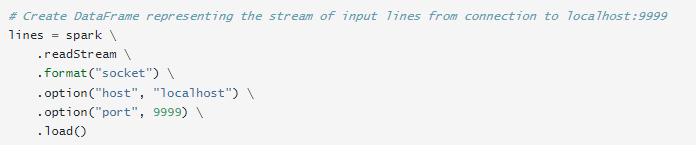 # Create DataFrame representing the stream of input lines from connection to localhost:9999
lines = spark \
    .readStream \
    .format("socket") \
    .option("host", "localhost") \
    .option("port", 9999) \
    .load()